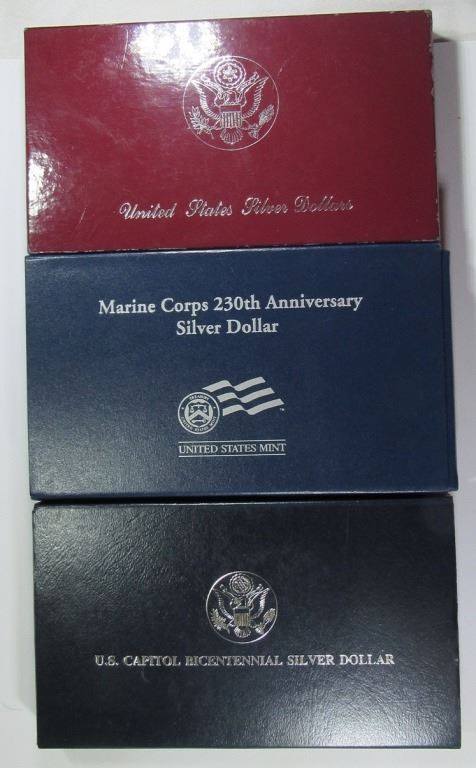 United States Silver Dollars
Marine Corps 230th Anniversary
Silver Dollar
UNITED STATES MINT
U.S. CAPITOL BICENTENNIAL SILVER DOLLAR